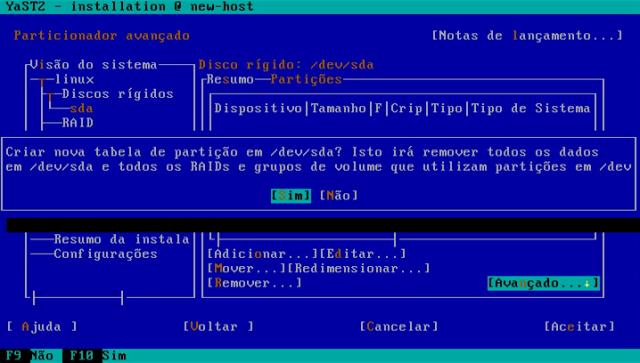 YaST2 - installation @ new-host
Particionador avançado [Notas de lançamento...]
Visão do sistema
linux
Discos rígidos
sda
RAID
Disco rígido: /dev/sda
Resumo Partições
Dispositivo|Tamanho|F|Crip|Tipo|Tipo de Sistema
Criar nova tabela de partição em /dev/sda? Isto irá remover todos os dados
em /dev/sda e todos os RAIDs e grupos de volume que utilizam partições em /dev
[Sim] [Não]
Resumo da instala
Configurações
[Adicionar...][Editar...]
[Mover...][Redimensionar...]
[Remover...] [Avançado...↓]
[ Ajuda ] [Voltar ] [Cancelar] [Aceitar]
F9 Não F10 Sim